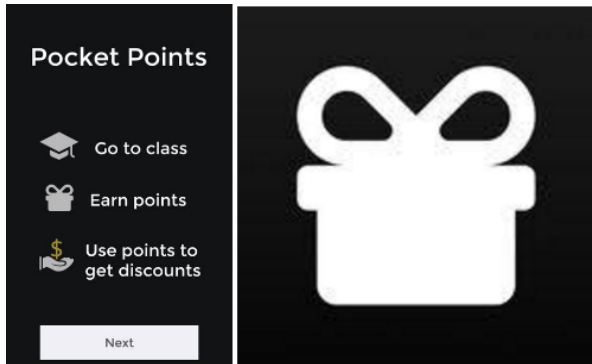 Pocket Points
Go to class
Earn points
$
Use points to
get discounts
Next